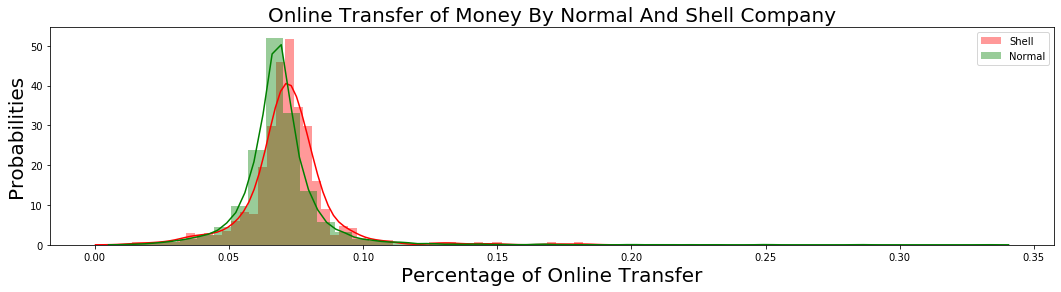 Online Transfer of Money By Normal And Shell Company
Shell
Normal
Probabilities
50
40
30
20
10
0
0.00 0.05 0.10 0.15 0.20 0.25 0.30 0.35
Percentage of Online Transfer